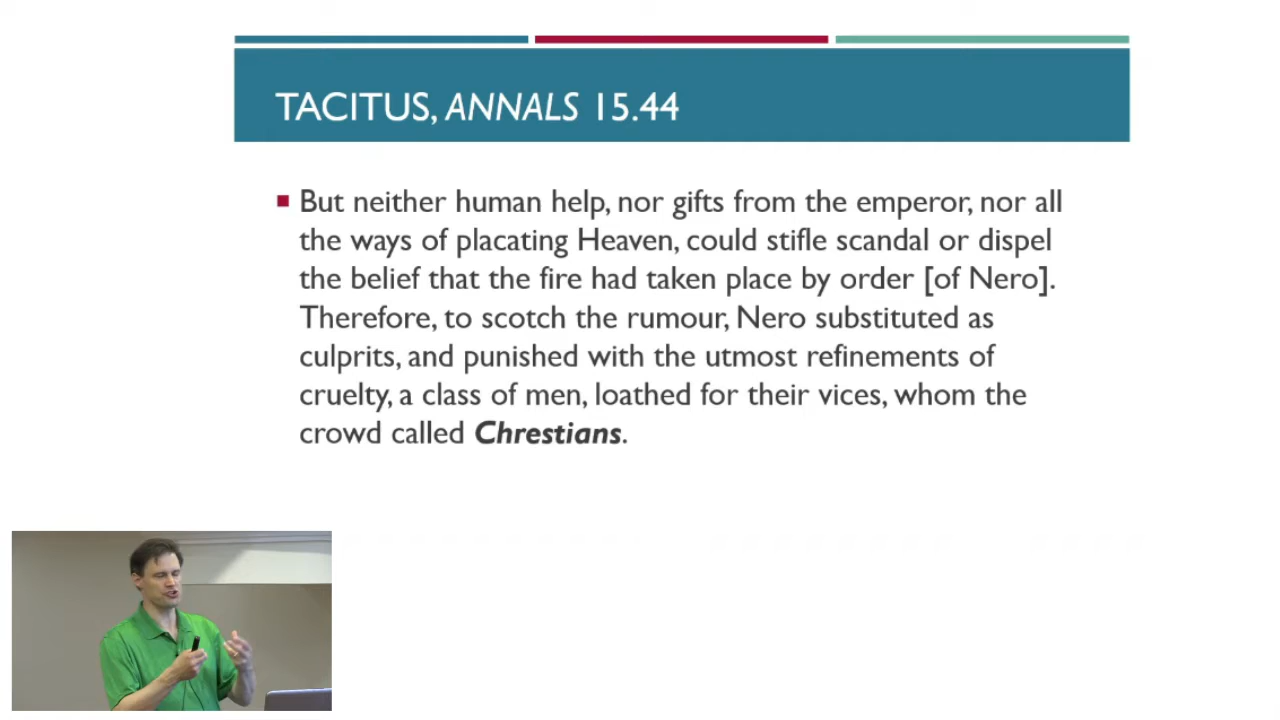 TACITUS, ANNALS 15.44
But neither human help, nor gifts from the emperor, nor all
the ways of placating Heaven, could stifle scandal or dispel
the belief that the fire had taken place by order [of Nero].
Therefore, to scotch the rumour, Nero substituted as
culprits, and punished with the utmost refinements of
cruelty, a class of men, loathed for their vices, whom the
crowd called Chrestians.